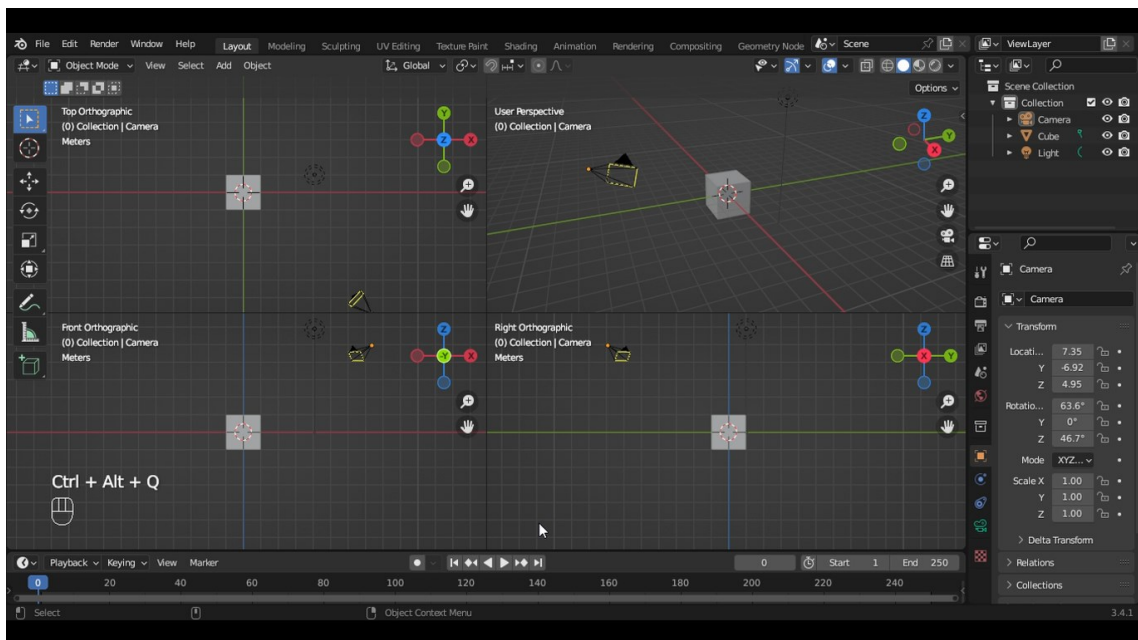 File Edit Render Window Help Layout Modeling Sculpting UV Editing Texture Paint Shading Animation Rendering Compositing Geometry Node Scene ViewLayer
Object Mode View Select Add Object Global
Options
Top Orthographic
(0) Collection | Camera
Meters
User Perspective
(0) Collection | Camera
Front Orthographic
(0) Collection | Camera
Meters
Right Orthographic
(0) Collection | Camera
Meters
Y
Z
X
Z
Y
X
Z
-Y
X
Z
X
Y
Ctrl + Alt + Q
Scene Collection
Collection
Camera
Cube
Light
Camera
Camera
Transform
Locati... 7.35
Y -6.92
Z 4.95
Rotatio... 63.6°
Y 0°
Z 46.7°
Mode XYZ...
Scale X 1.00
Y 1.00
Z 1.00
Delta Transform
Relations
Collections
Playback Keying View Marker 0 Start 1 End 250
0 20 40 60 80 100 120 140 160 180 200 220 240
Select Object Context Menu 3.4.1